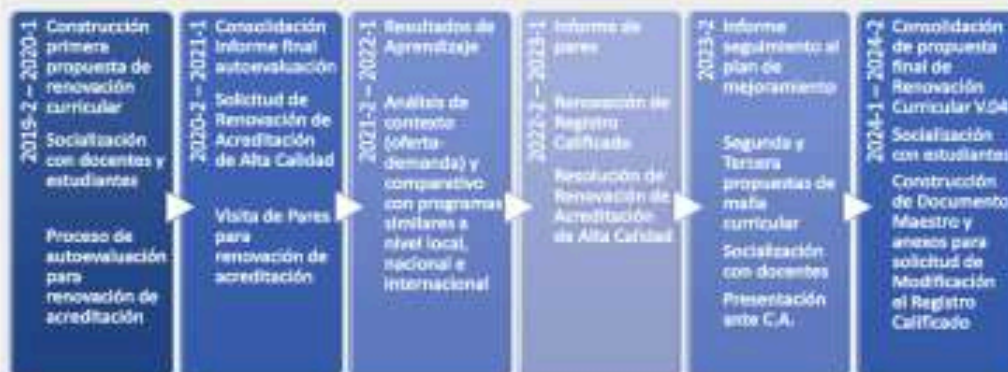 2019-2 – 2020-1
Construcción
primera
propuesta de
renovación
curricular
Socialización
con docentes y
estudiantes
Proceso de
autoevaluación
para
renovación de
acreditación
2020-2 – 2021-1
Consolidación
Informe final
autoevaluación
Solicitud de
Renovación de
Acreditación
de Alta Calidad
Visita de Pares
para
renovación de
acreditación
2021-2 – 2022-1
Resultados de
Aprendizaje
Análisis de
contexto
(oferta-
demanda) y
comparativo
con programas
similares a
nivel local,
nacional e
internacional
2022-2 – 2023-1
Informe de
pares
Renovación de
Registro
Calificado
Resolución de
Renovación de
Acreditación
de Alta Calidad
2023-2
Informe
seguimiento al
plan de
mejoramiento
Segunda y
Tercera
propuestas de
malla
curricular
Socialización
con docentes
Presentación
ante C.A.
2024-1 – 2024-2
Consolidación
de propuesta
final de
Renovación
Curricular
Socialización
con estudiantes
Construcción
de Documento
Maestro y
anexos para
solicitud de
Modificación
el Registro
Calificado